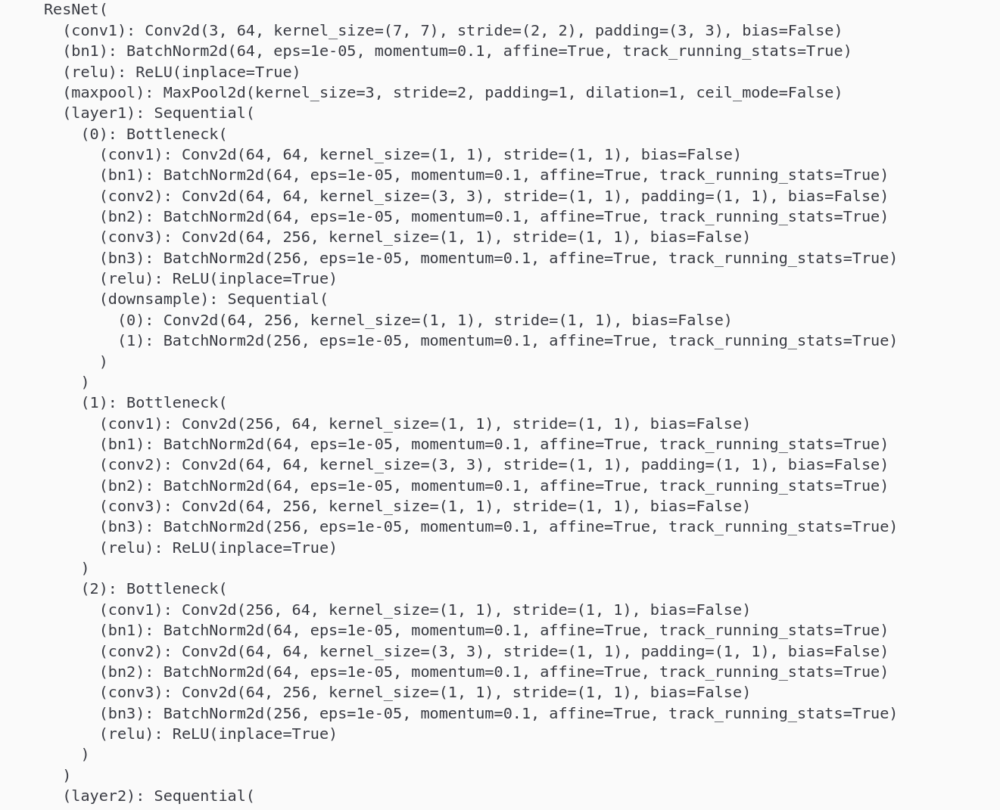 ResNet(
  (conv1): Conv2d(3, 64, kernel_size=(7, 7), stride=(2, 2), padding=(3, 3), bias=False)
  (bn1): BatchNorm2d(64, eps=1e-05, momentum=0.1, affine=True, track_running_stats=True)
  (relu): ReLU(inplace=True)
  (maxpool): MaxPool2d(kernel_size=3, stride=2, padding=1, dilation=1, ceil_mode=False)
  (layer1): Sequential(
    (0): Bottleneck(
      (conv1): Conv2d(64, 64, kernel_size=(1, 1), stride=(1, 1), bias=False)
      (bn1): BatchNorm2d(64, eps=1e-05, momentum=0.1, affine=True, track_running_stats=True)
      (conv2): Conv2d(64, 64, kernel_size=(3, 3), stride=(1, 1), padding=(1, 1), bias=False)
      (bn2): BatchNorm2d(64, eps=1e-05, momentum=0.1, affine=True, track_running_stats=True)
      (conv3): Conv2d(64, 256, kernel_size=(1, 1), stride=(1, 1), bias=False)
      (bn3): BatchNorm2d(256, eps=1e-05, momentum=0.1, affine=True, track_running_stats=True)
      (relu): ReLU(inplace=True)
      (downsample): Sequential(
        (0): Conv2d(64, 256, kernel_size=(1, 1), stride=(1, 1), bias=False)
        (1): BatchNorm2d(256, eps=1e-05, momentum=0.1, affine=True, track_running_stats=True)
      )
    )
    (1): Bottleneck(
      (conv1): Conv2d(256, 64, kernel_size=(1, 1), stride=(1, 1), bias=False)
      (bn1): BatchNorm2d(64, eps=1e-05, momentum=0.1, affine=True, track_running_stats=True)
      (conv2): Conv2d(64, 64, kernel_size=(3, 3), stride=(1, 1), padding=(1, 1), bias=False)
      (bn2): BatchNorm2d(64, eps=1e-05, momentum=0.1, affine=True, track_running_stats=True)
      (conv3): Conv2d(64, 256, kernel_size=(1, 1), stride=(1, 1), bias=False)
      (bn3): BatchNorm2d(256, eps=1e-05, momentum=0.1, affine=True, track_running_stats=True)
      (relu): ReLU(inplace=True)
    )
    (2): Bottleneck(
      (conv1): Conv2d(256, 64, kernel_size=(1, 1), stride=(1, 1), bias=False)
      (bn1): BatchNorm2d(64, eps=1e-05, momentum=0.1, affine=True, track_running_stats=True)
      (conv2): Conv2d(64, 64, kernel_size=(3, 3), stride=(1, 1), padding=(1, 1), bias=False)
      (bn2): BatchNorm2d(64, eps=1e-05, momentum=0.1, affine=True, track_running_stats=True)
      (conv3): Conv2d(64, 256, kernel_size=(1, 1), stride=(1, 1), bias=False)
      (bn3): BatchNorm2d(256, eps=1e-05, momentum=0.1, affine=True, track_running_stats=True)
      (relu): ReLU(inplace=True)
    )
  )
  (layer2): Sequential(